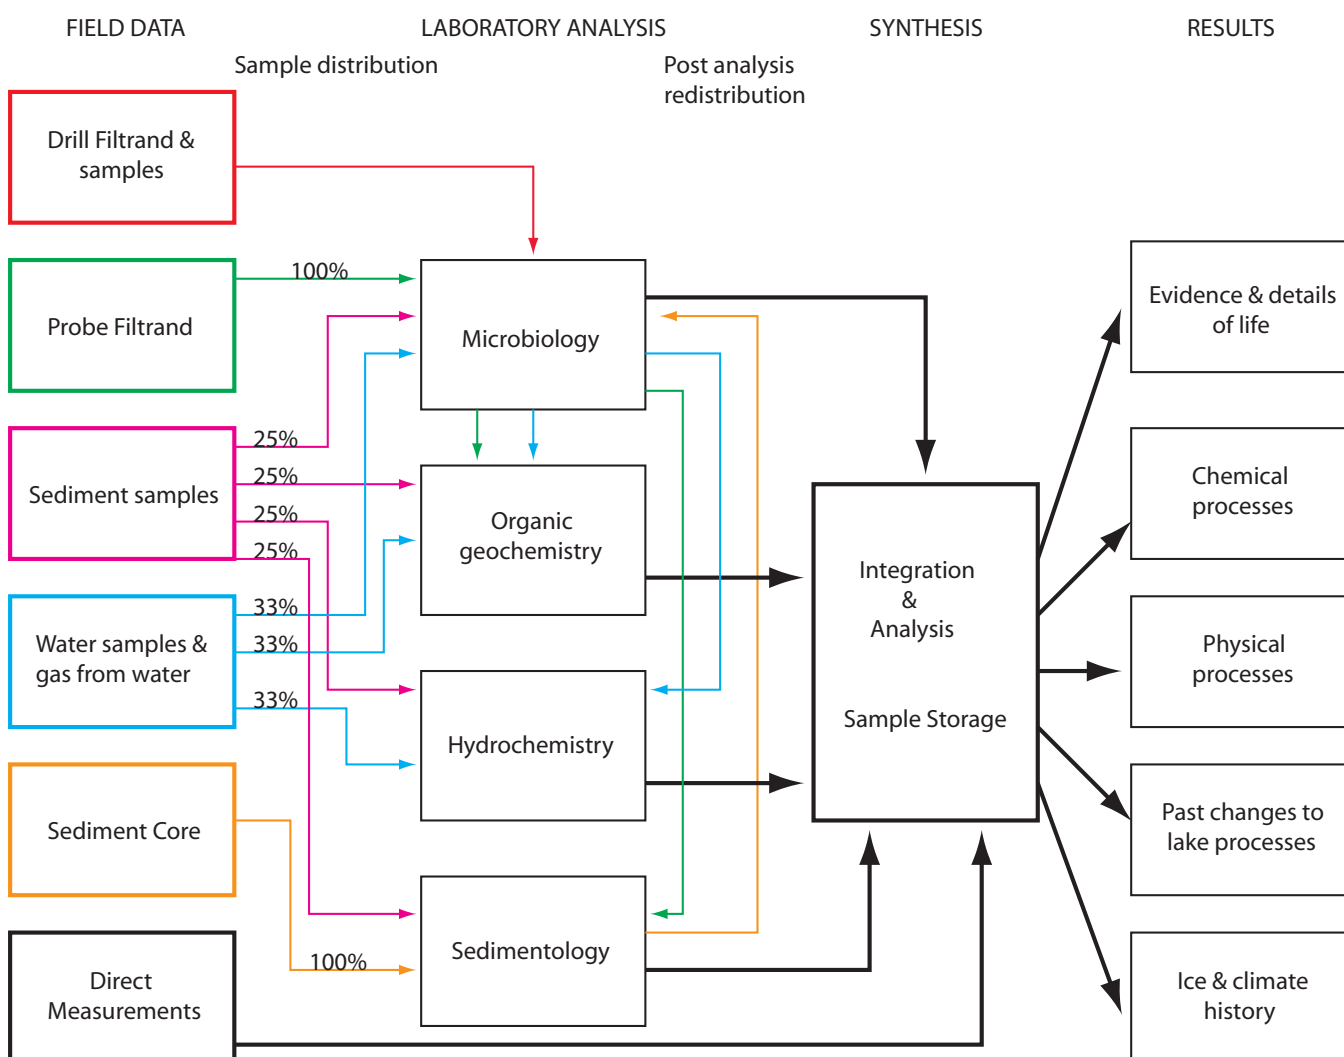 FIELD DATA
LABORATORY ANALYSIS
SYNTHESIS
RESULTS
Sample distribution
Post analysis
redistribution
Drill Filtrand &
samples
Probe Filtrand
Sediment samples
Water samples &
gas from water
Sediment Core
Direct
Measurements
100%
25%
25%
25%
25%
33%
33%
33%
100%
Microbiology
Organic
geochemistry
Hydrochemistry
Sedimentology
Integration
&
Analysis
Sample Storage
Evidence & details
of life
Chemical
processes
Physical
processes
Past changes to
lake processes
Ice & climate
history